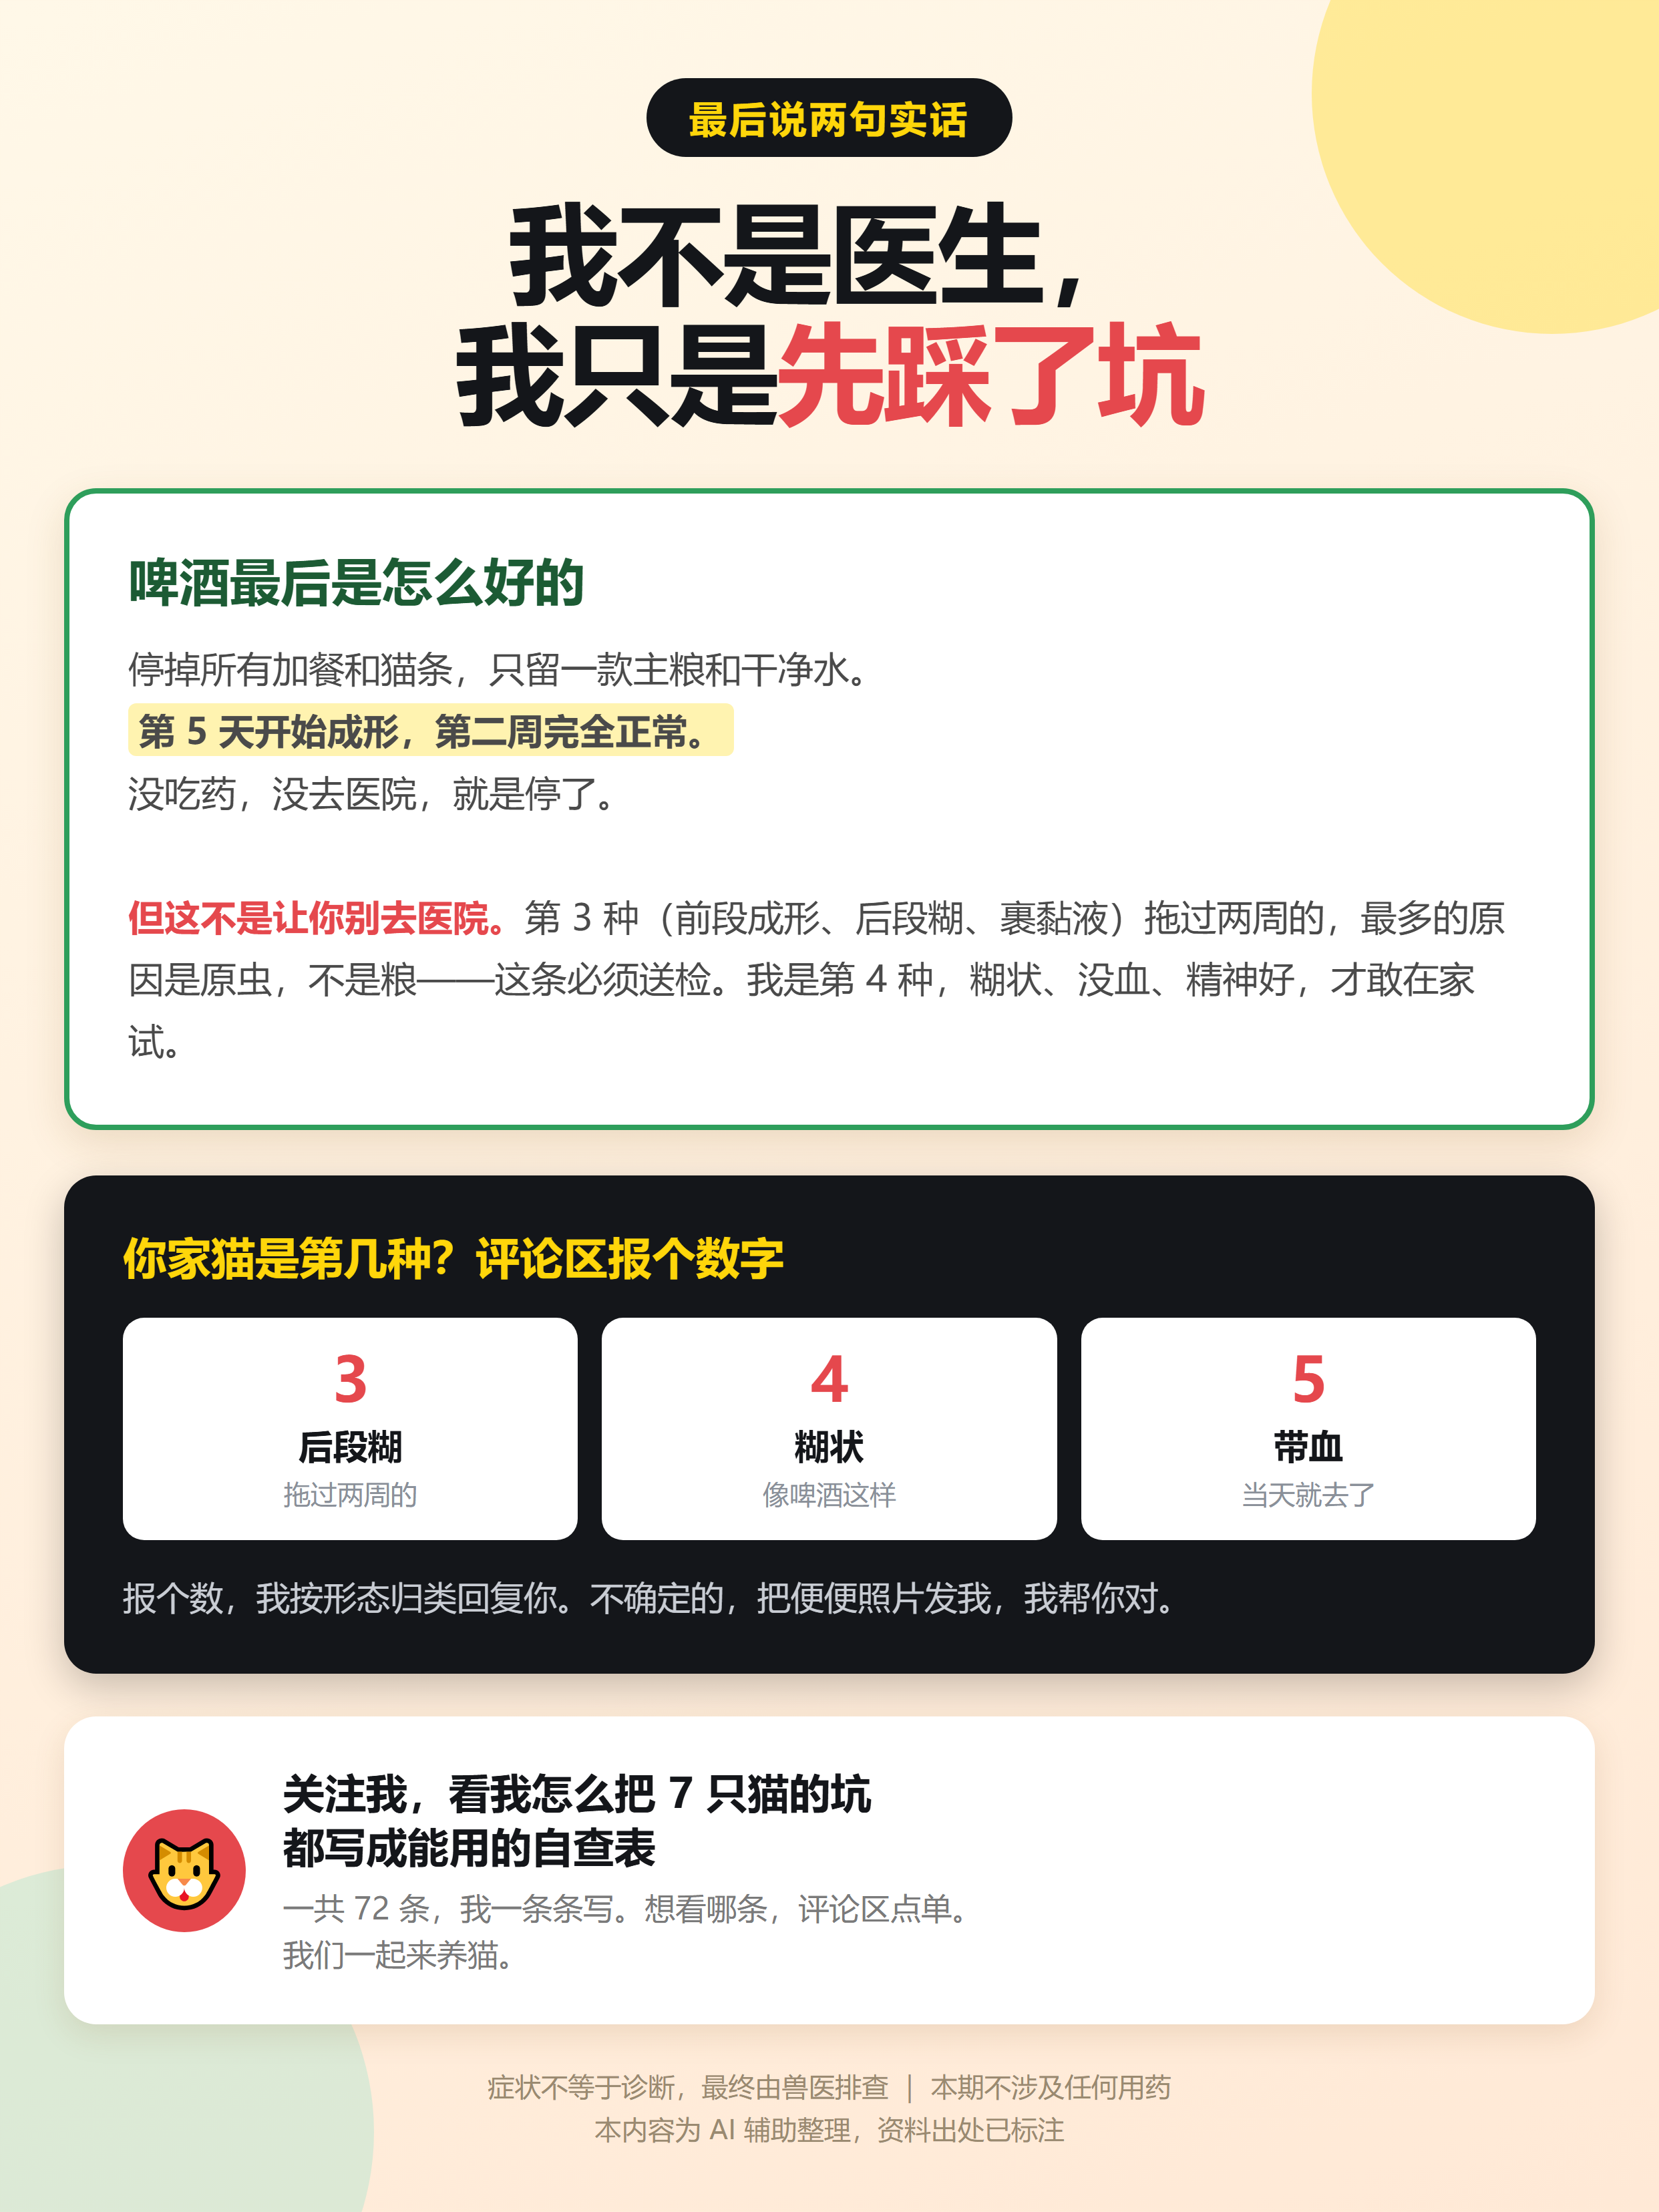 最后说两句实话
我不是医生，
我只是先踩了坑
啤酒最后是怎么好的
停掉所有加餐和猫条，只留一款主粮和干净水。
第 5 天开始成形，第二周完全正常。
没吃药，没去医院，就是停了。
但这不是让你别去医院。第 3 种（前段成形、后段糊、裹黏液）拖过两周的，最多的原
因是原虫，不是粮——这条必须送检。我是第 4 种，糊状、没血、精神好，才敢在家
试。
你家猫是第几种？评论区报个数字
3
后段糊
拖过两周的
4
糊状
像啤酒这样
5
带血
当天就去了
报个数，我按形态归类回复你。不确定的，把便便照片发我，我帮你对。
关注我，看我怎么把 7 只猫的坑
都写成能用的自查表
一共 72 条，我一条条写。想看哪条，评论区点单。
我们一起来养猫。
症状不等于诊断，最终由兽医排查 | 本期不涉及任何用药
本内容为 AI 辅助整理，资料出处已标注